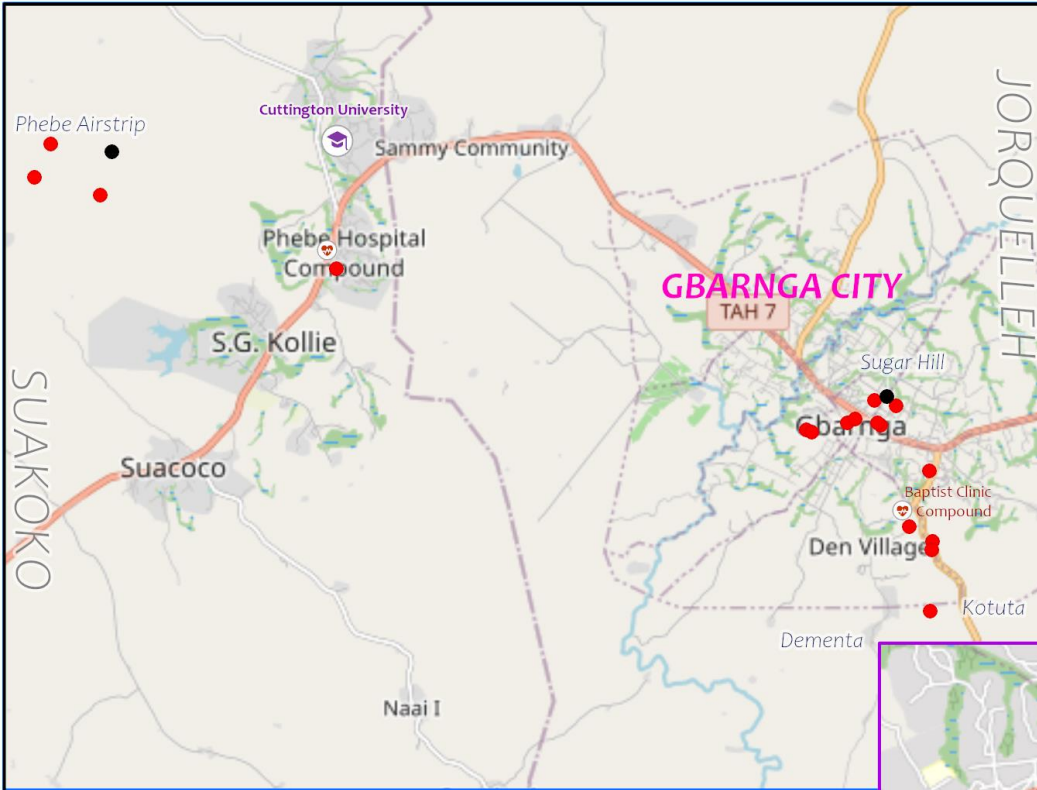 Cuttington University
Phebe Airstrip
Sammy Community
JORQUELLEH
Phebe Hospital
Compound
GBARNGA CITY
TAH 7
S.G. Kollie
Sugar Hill
SUAKOKO
Gbarnga
Suacoco
Baptist Clinic
Compound
Den Village
Kotuta
Dementa
Naai I